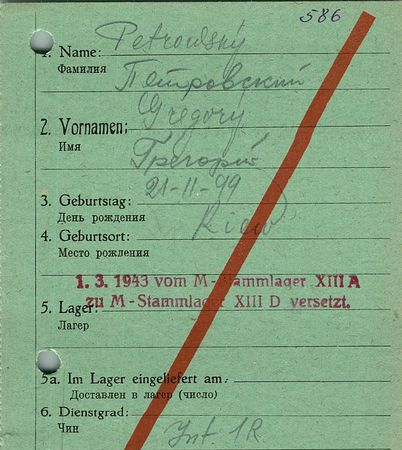 586
Petrowsky
1. Name:
Фамилия
Петровский
Gregory
2. Vornamen:
Имя
Грегорий
21-11-99
3. Geburtstag:
День рождения
Kiew
4. Geburtsort:
Место рождения
1. 3. 1943 vom M-Stammlager XIII A
zu M-Stammlager XIII D versetzt.
5. Lager:
Лагерь
5a. Im Lager eingeliefert am:
Доставлен в лагерь (число)
6. Dienstgrad:
Чин
Int. 1R